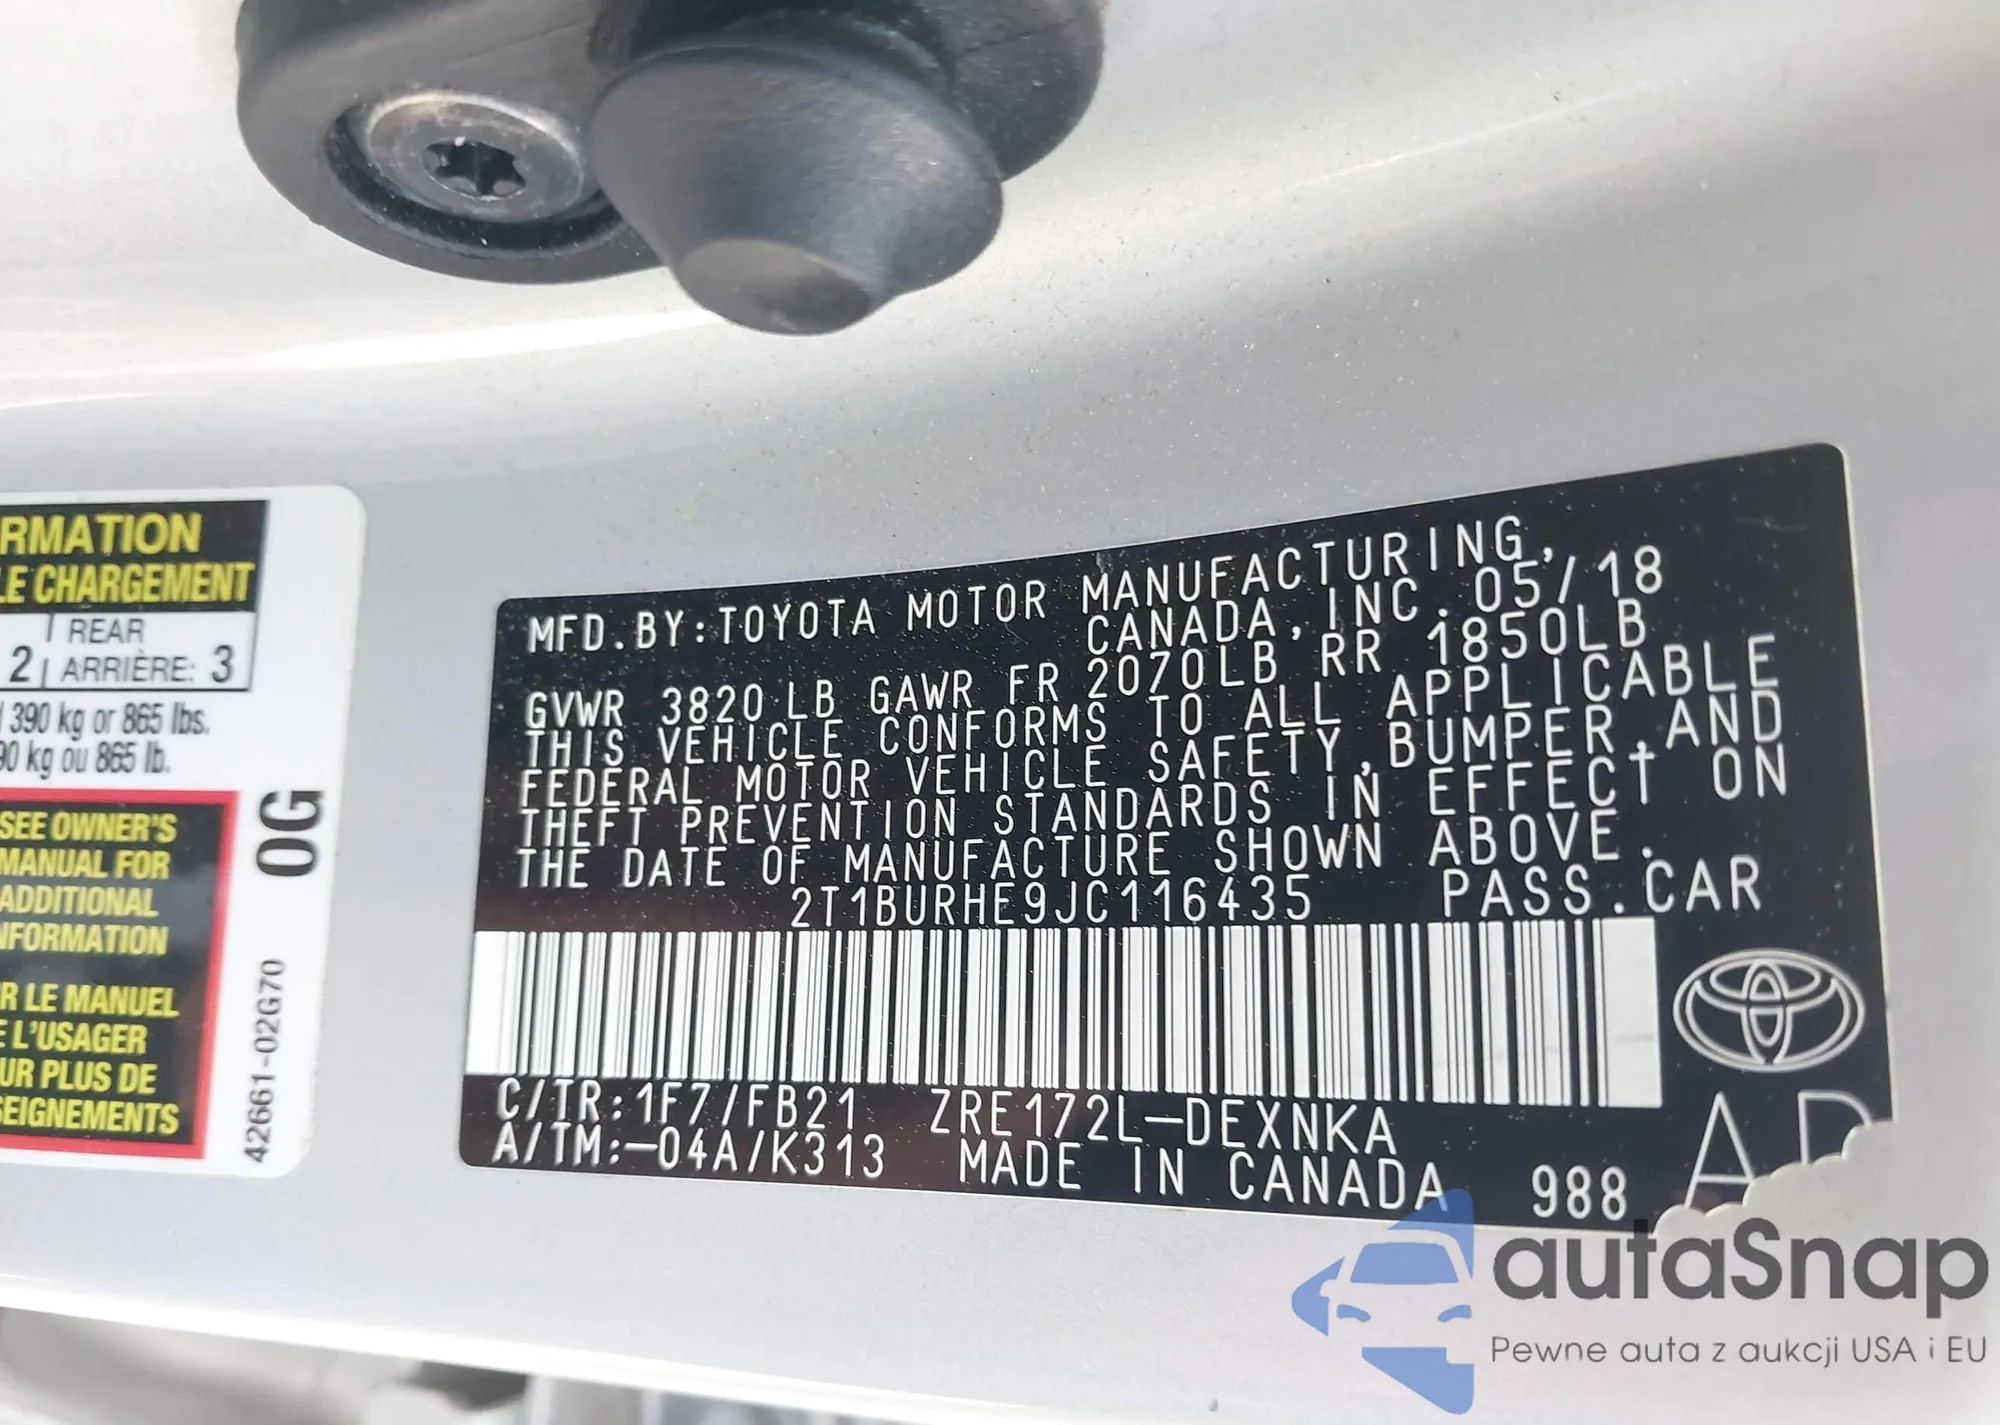 RMATION
LE CHARGEMENT
2 REAR
ARRIÈRE: 3
390 kg or 865 lbs.
90 kg ou 865 lb.
SEE OWNER'S
MANUAL FOR
ADDITIONAL
NFORMATION
R LE MANUEL
E L'USAGER
UR PLUS DE
SEIGNEMENTS
0G
42661-02G70
MFD.BY:TOYOTA MOTOR MANUFACTURING,
CANADA, INC. 05/18
GVWR 3820 LB GAWR FR 2070LB RR 1850LB
THIS VEHICLE CONFORMS TO ALL APPLICABLE
FEDERAL MOTOR VEHICLE SAFETY,BUMPER,AND
THEFT PREVENTION STANDARDS IN EFFECT ON
THE DATE OF MANUFACTURE SHOWN ABOVE.
2T1BURHE9JC116435 PASS.CAR
C/TR:1F7/FB21 ZRE172L-DEXNKA
A/TM:-04A/K313 MADE IN CANADA 988
autaSnap
Pewne auta z aukcji USA i EU